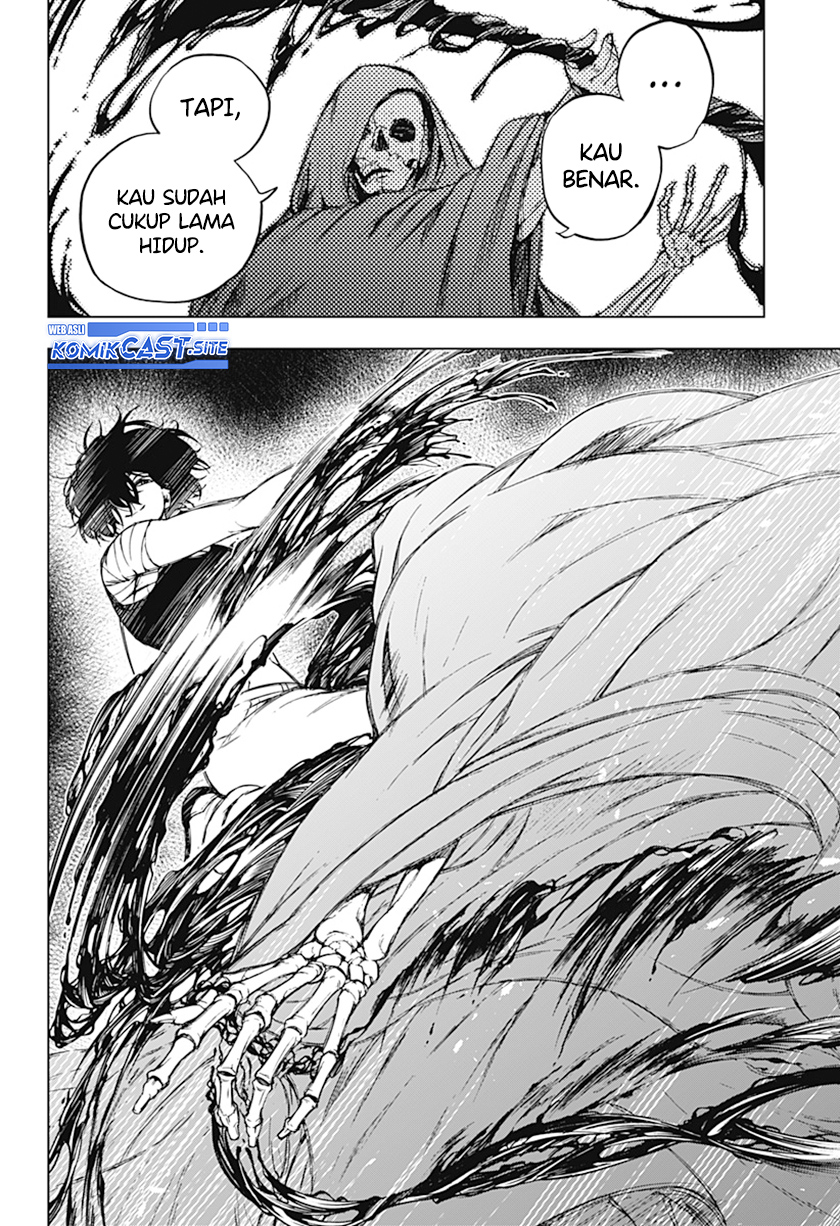 ...
KAU
BENAR.
TAPI,
KAU SUDAH
CUKUP LAMA
HIDUP.
WEB ASLI
KOMIKCAST.SITE